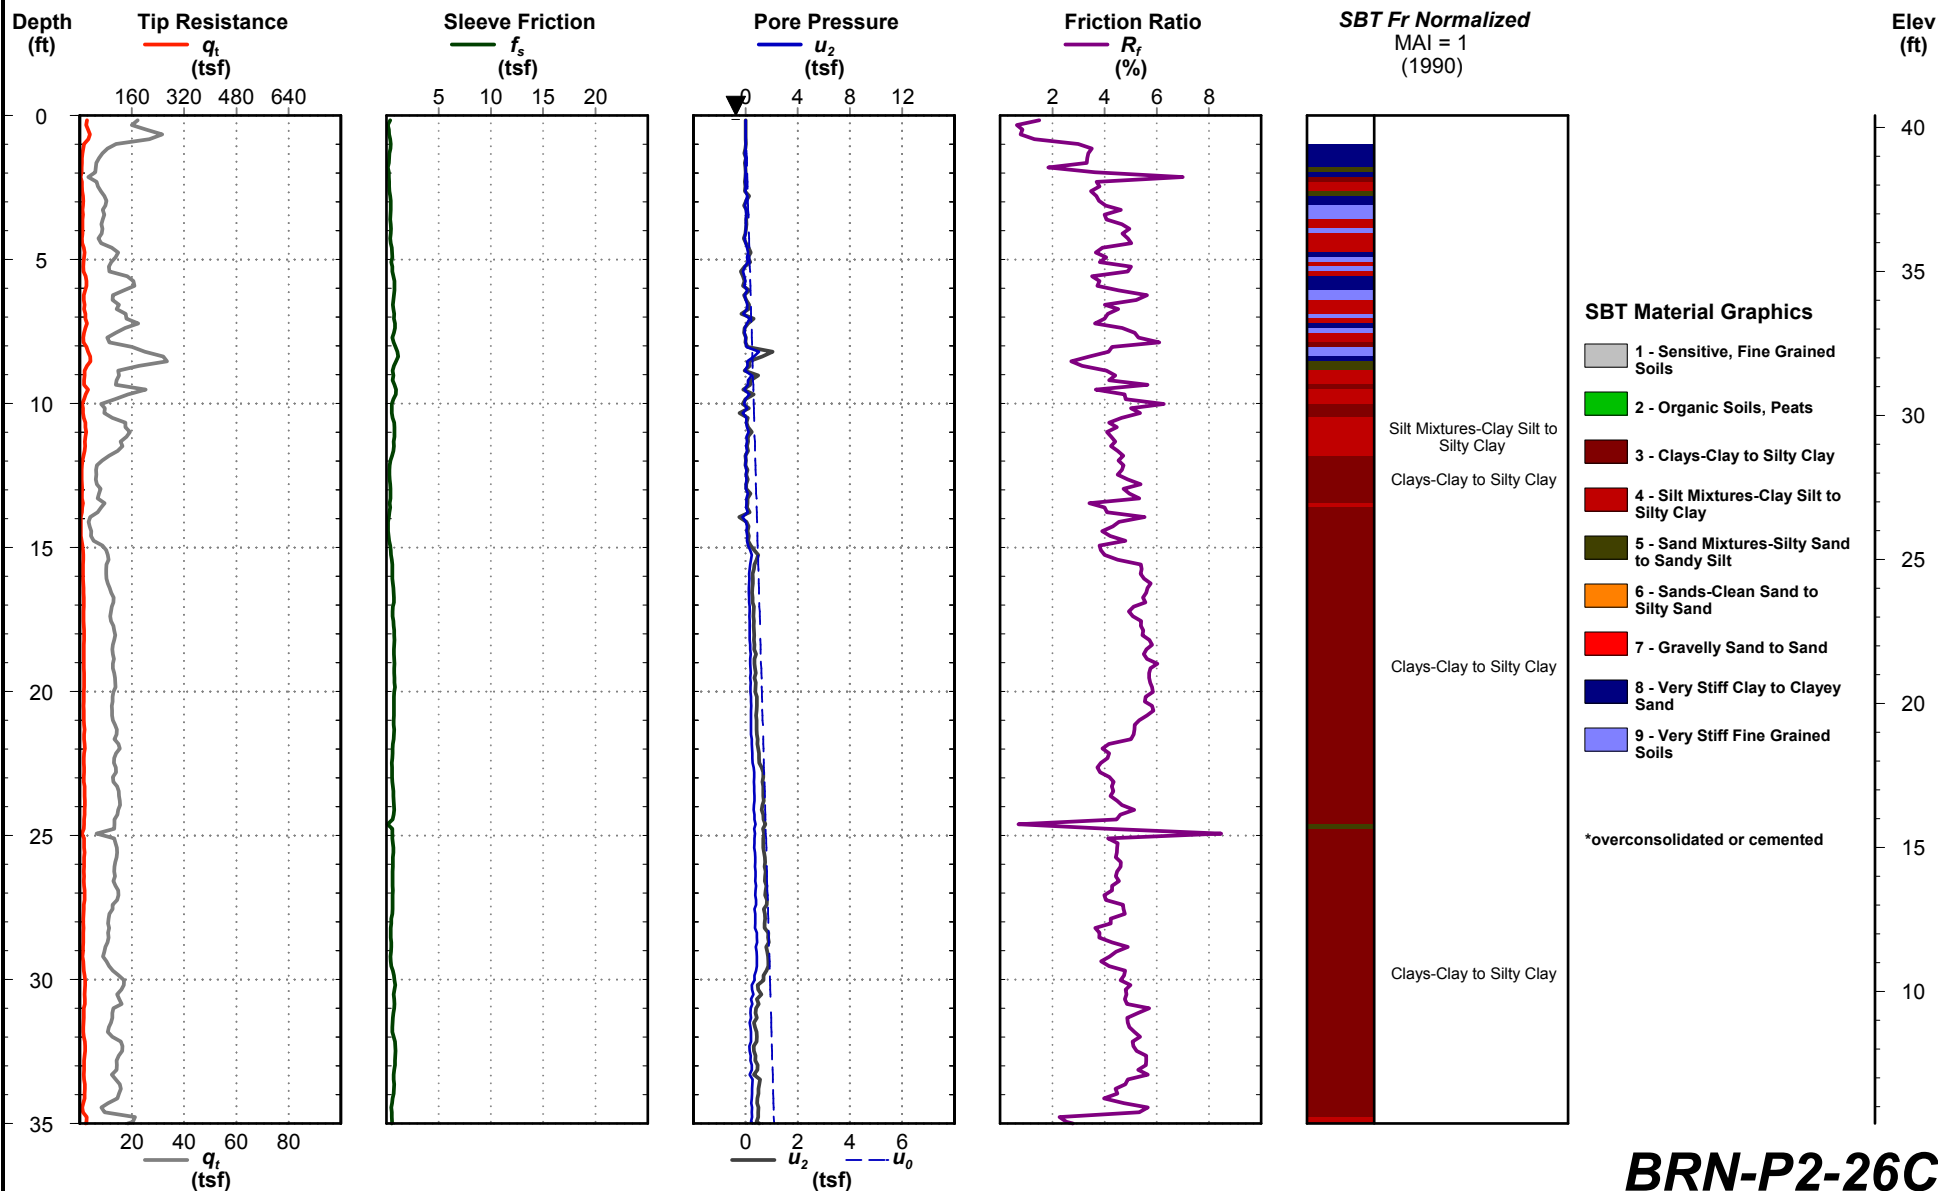 Depth
(ft)
Tip Resistance
qt
(tsf)
160 320 480 640
Sleeve Friction
fs
(tsf)
5 10 15 20
Pore Pressure
u2
(tsf)
0 4 8 12
Friction Ratio
Rf
(%)
2 4 6 8
SBT Fr Normalized
MAI = 1
(1990)
Elev
(ft)
0
5
10
15
20
25
30
35
Silt Mixtures-Clay Silt to
Silty Clay
Clays-Clay to Silty Clay
Clays-Clay to Silty Clay
Clays-Clay to Silty Clay
SBT Material Graphics
1 - Sensitive, Fine Grained
Soils
2 - Organic Soils, Peats
3 - Clays-Clay to Silty Clay
4 - Silt Mixtures-Clay Silt to
Silty Clay
5 - Sand Mixtures-Silty Sand
to Sandy Silt
6 - Sands-Clean Sand to
Silty Sand
7 - Gravelly Sand to Sand
8 - Very Stiff Clay to Clayey
Sand
9 - Very Stiff Fine Grained
Soils
*overconsolidated or cemented
40
35
30
25
20
15
10
20 40 60 80
qt
(tsf)
0 2 4 6
u2 u0
(tsf)
BRN-P2-26C